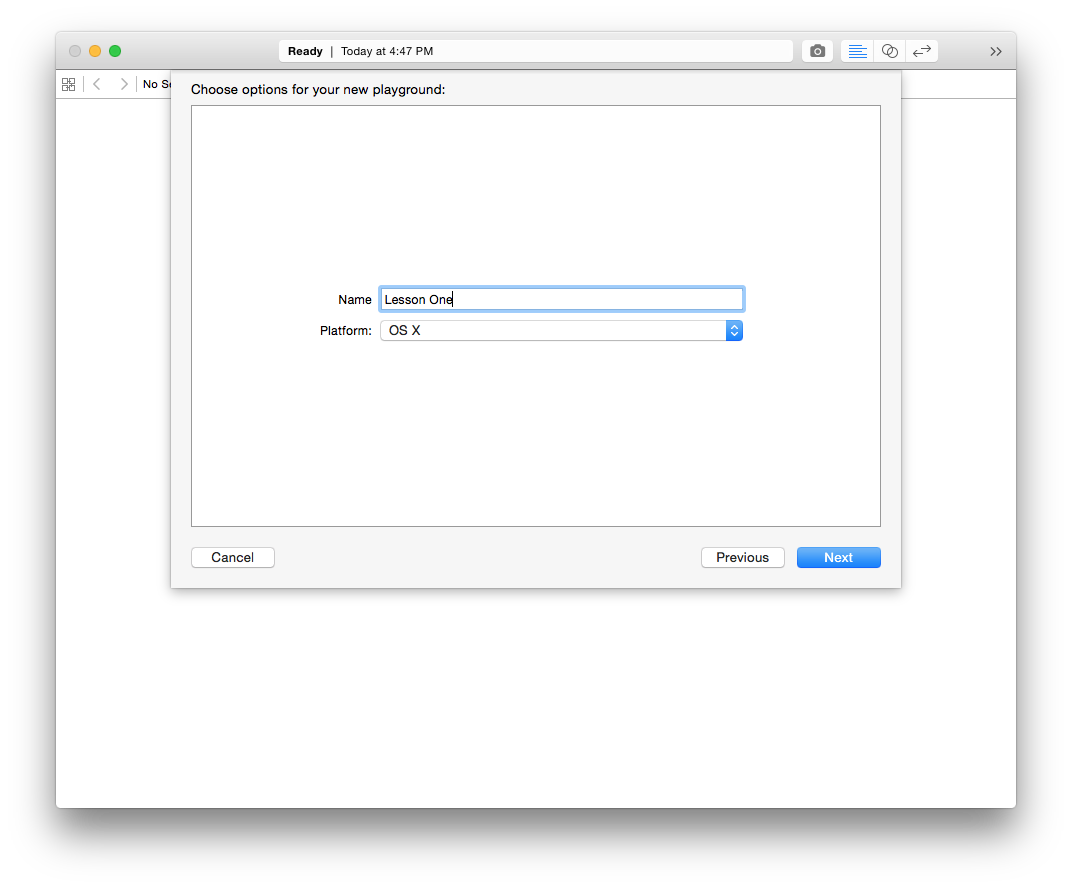 Ready | Today at 4:47 PM
No Se
Choose options for your new playground:
Name Lesson One
Platform: OS X
Cancel Previous Next